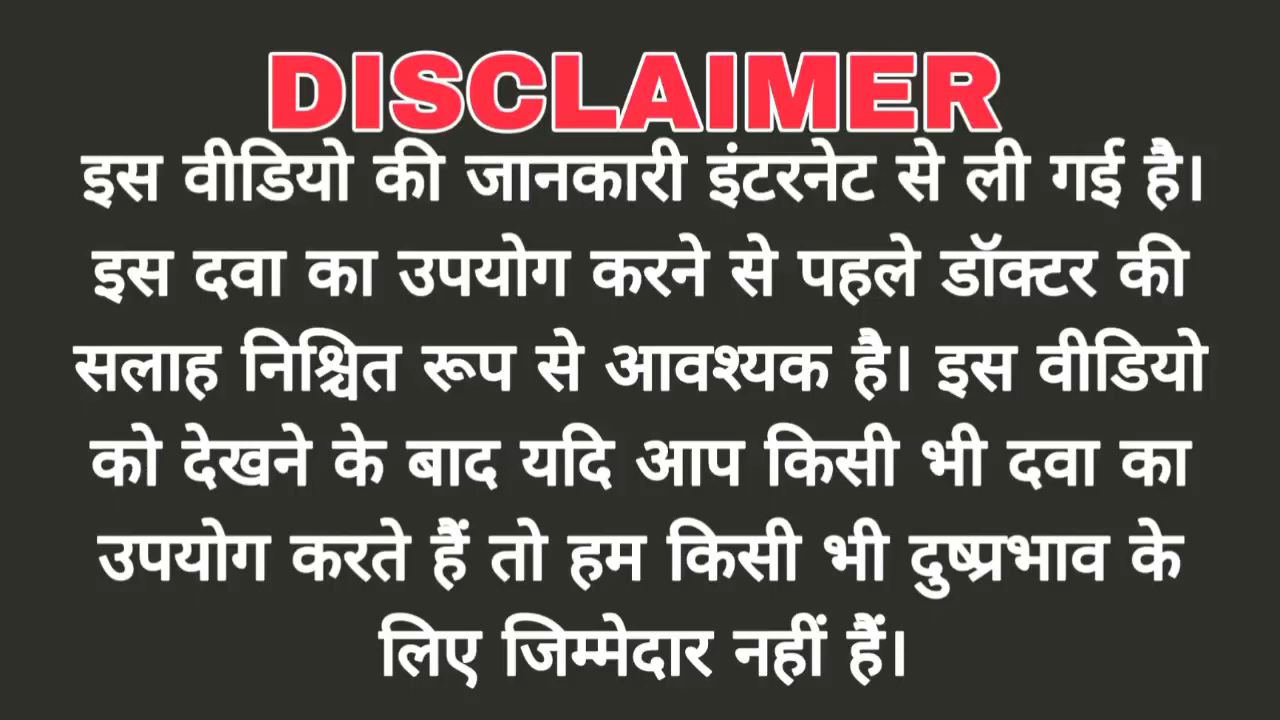 DISCLAIMER
इस वीडियो की जानकारी इंटरनेट से ली गई है।
इस दवा का उपयोग करने से पहले डॉक्टर की
सलाह निश्चित रूप से आवश्यक है। इस वीडियो
को देखने के बाद यदि आप किसी भी दवा का
उपयोग करते हैं तो हम किसी भी दुष्प्रभाव के
लिए जिम्मेदार नहीं हैं।